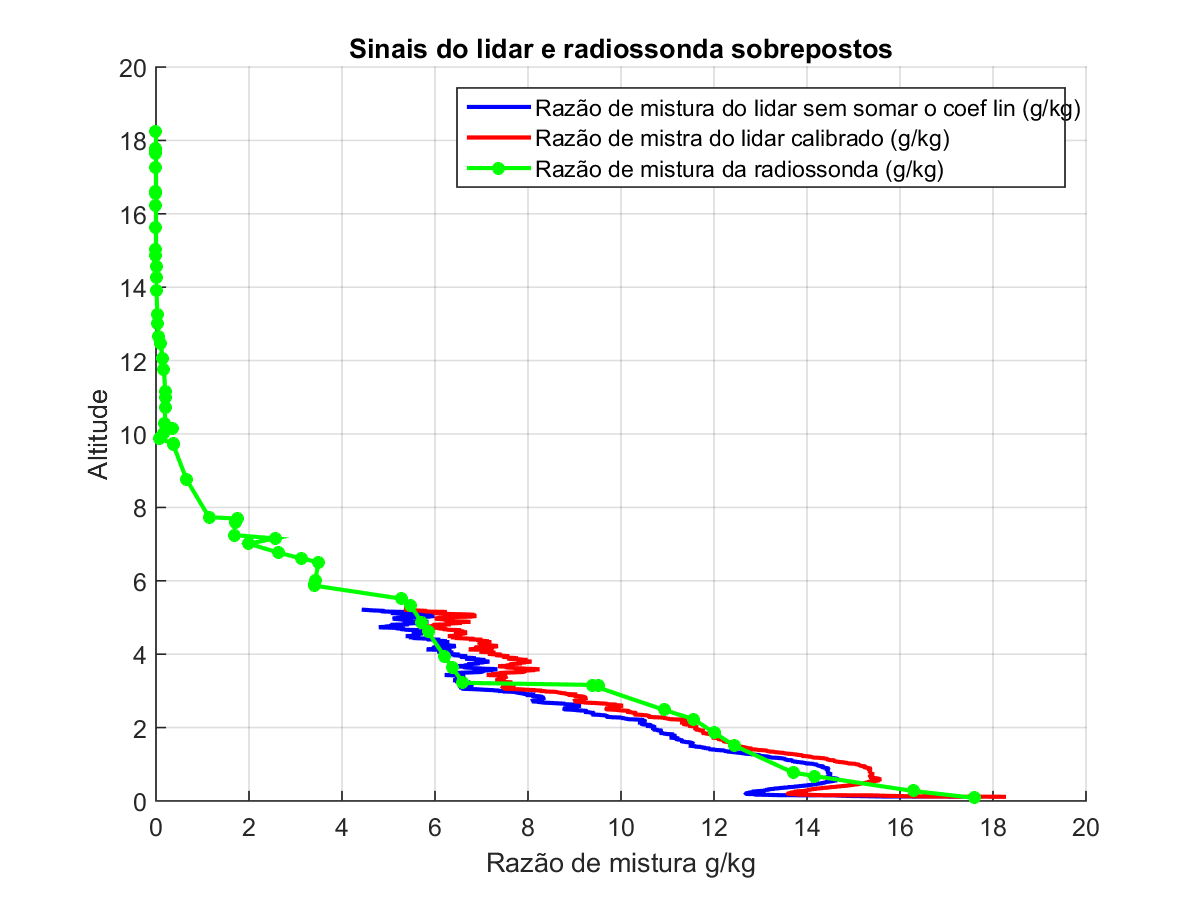 Sinais do lidar e radiossonda sobrepostos
20
18
16
14
12
10
8
6
4
2
0
Altitude
Razão de mistura do lidar sem somar o coef lin (g/kg)
Razão de mistra do lidar calibrado (g/kg)
Razão de mistura da radiossonda (g/kg)
0 2 4 6 8 10 12 14 16 18 20
Razão de mistura g/kg